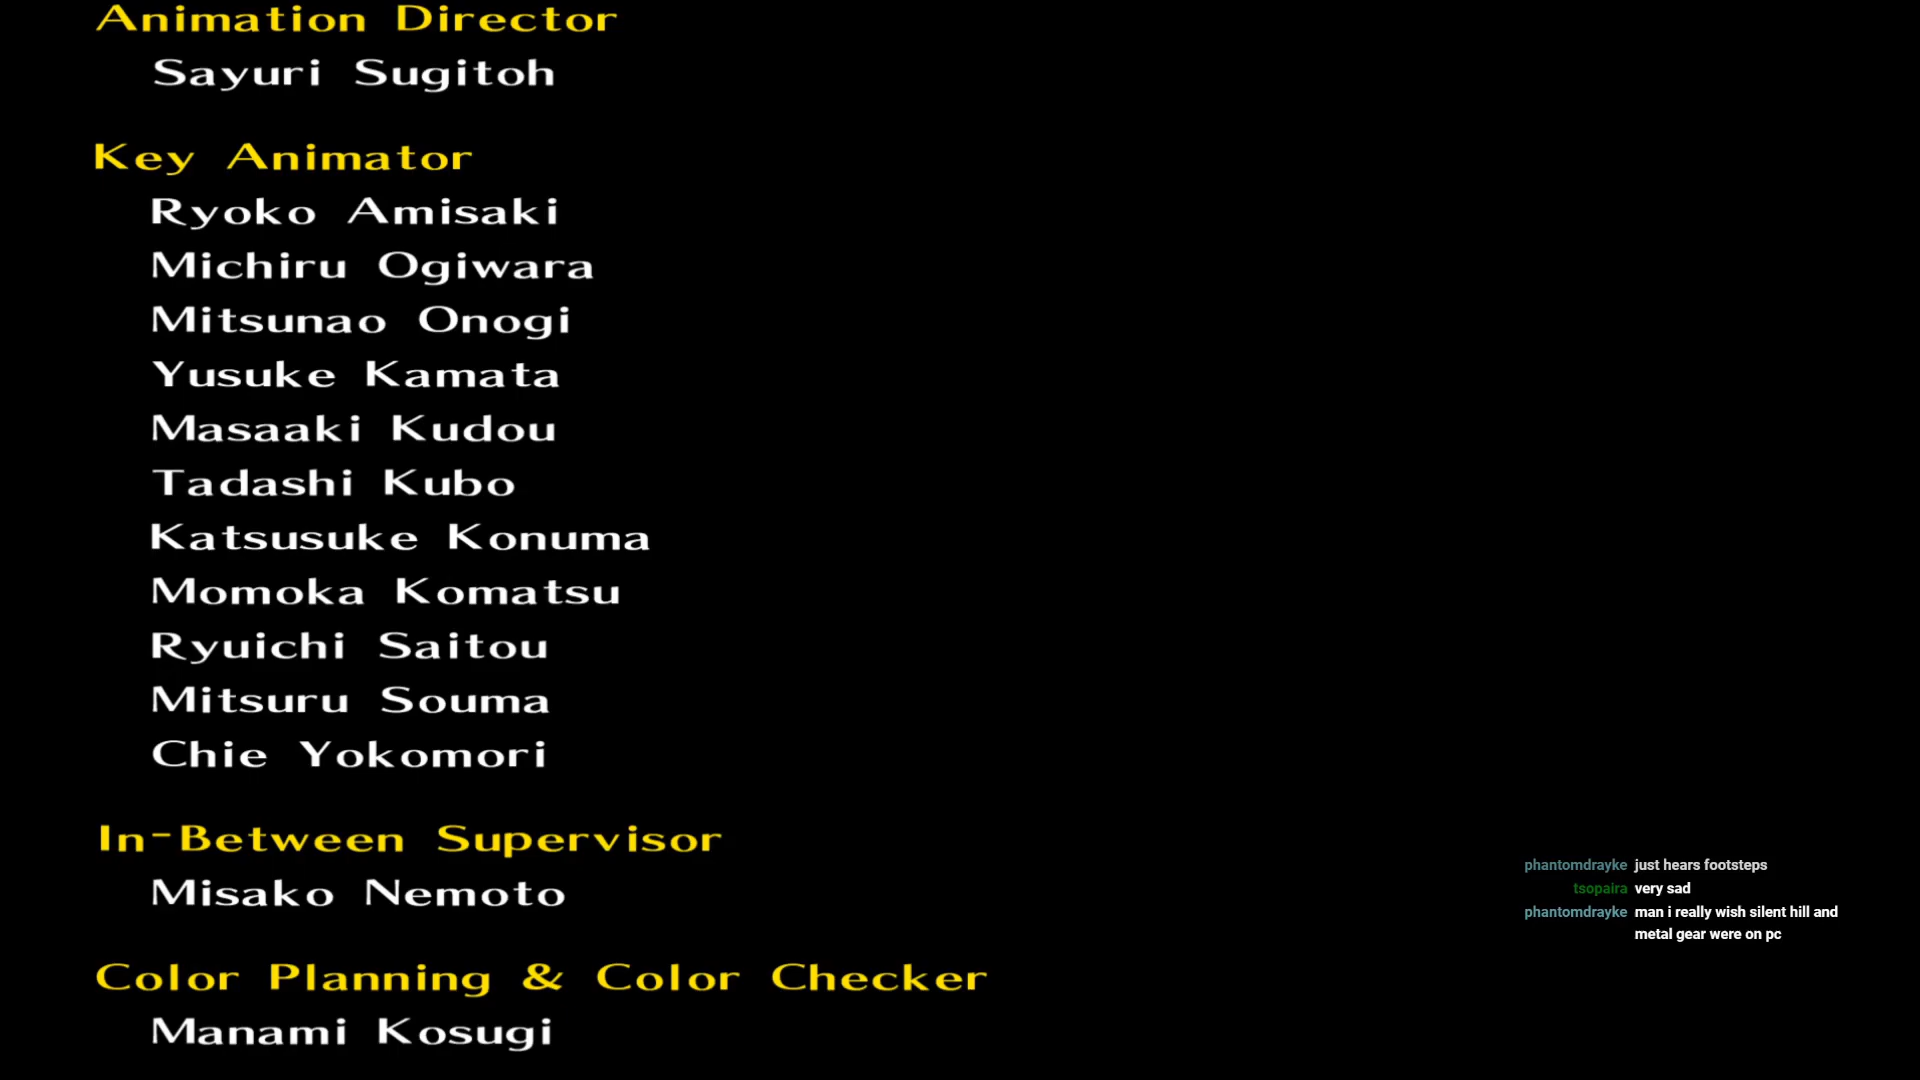 Animation Director
Sayuri Sugitoh
Key Animator
Ryoko Amisaki
Michiru Ogiwara
Mitsunao Onogi
Yusuke Kamata
Masaaki Kudou
Tadashi Kubo
Katsusuke Konuma
Momoka Komatsu
Ryuichi Saitou
Mitsuru Souma
Chie Yokomori
In-Between Supervisor
Misako Nemoto
Color Planning & Color Checker
Manami Kosugi
phantomdrayke just hears footsteps
tsopaira very sad
phantomdrayke man i really wish silent hill and
metal gear were on pc